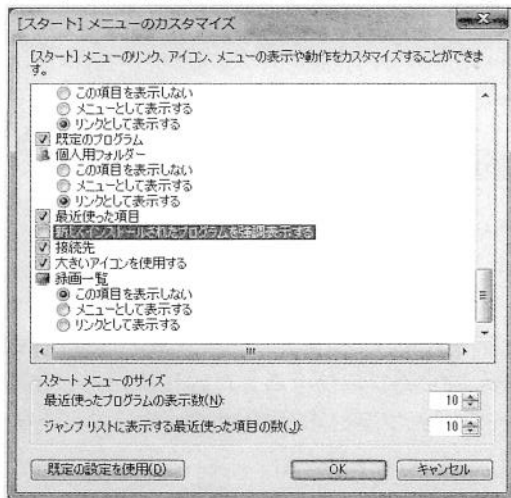 [スタート] メニューのカスタマイズ
[スタート] メニューのリンク、アイコン、メニューの表示や動作をカスタマイズすることができま
す。
この項目を表示しない
メニューとして表示する
リンクとして表示する
既定のプログラム
個人用フォルダー
この項目を表示しない
メニューとして表示する
リンクとして表示する
最近使った項目
新しくインストールされたプログラムを強調表示する
接続先
大きいアイコンを使用する
録画一覧
この項目を表示しない
メニューとして表示する
リンクとして表示する
スタート メニューのサイズ
最近使ったプログラムの表示数(N): 10
ジャンプ リストに表示する最近使った項目の数(J): 10
既定の設定を使用(D) OK キャンセル